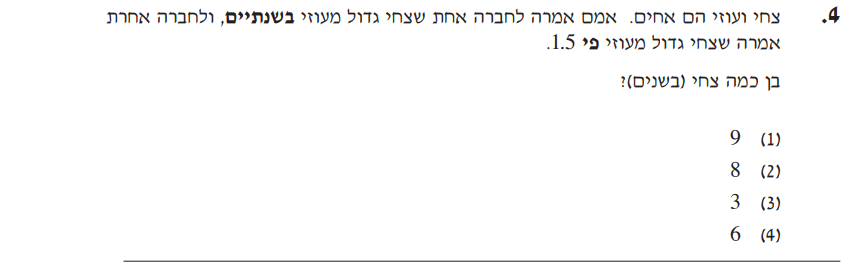 4. צחי ועוזי הם אחים. אמם אמרה לחברה אחת שצחי גדול מעוזי בשנתיים, ולחברה אחרת
אמרה שצחי גדול מעוזי פי 1.5.
בן כמה צחי (בשנים)?
(1) 9
(2) 8
(3) 3
(4) 6